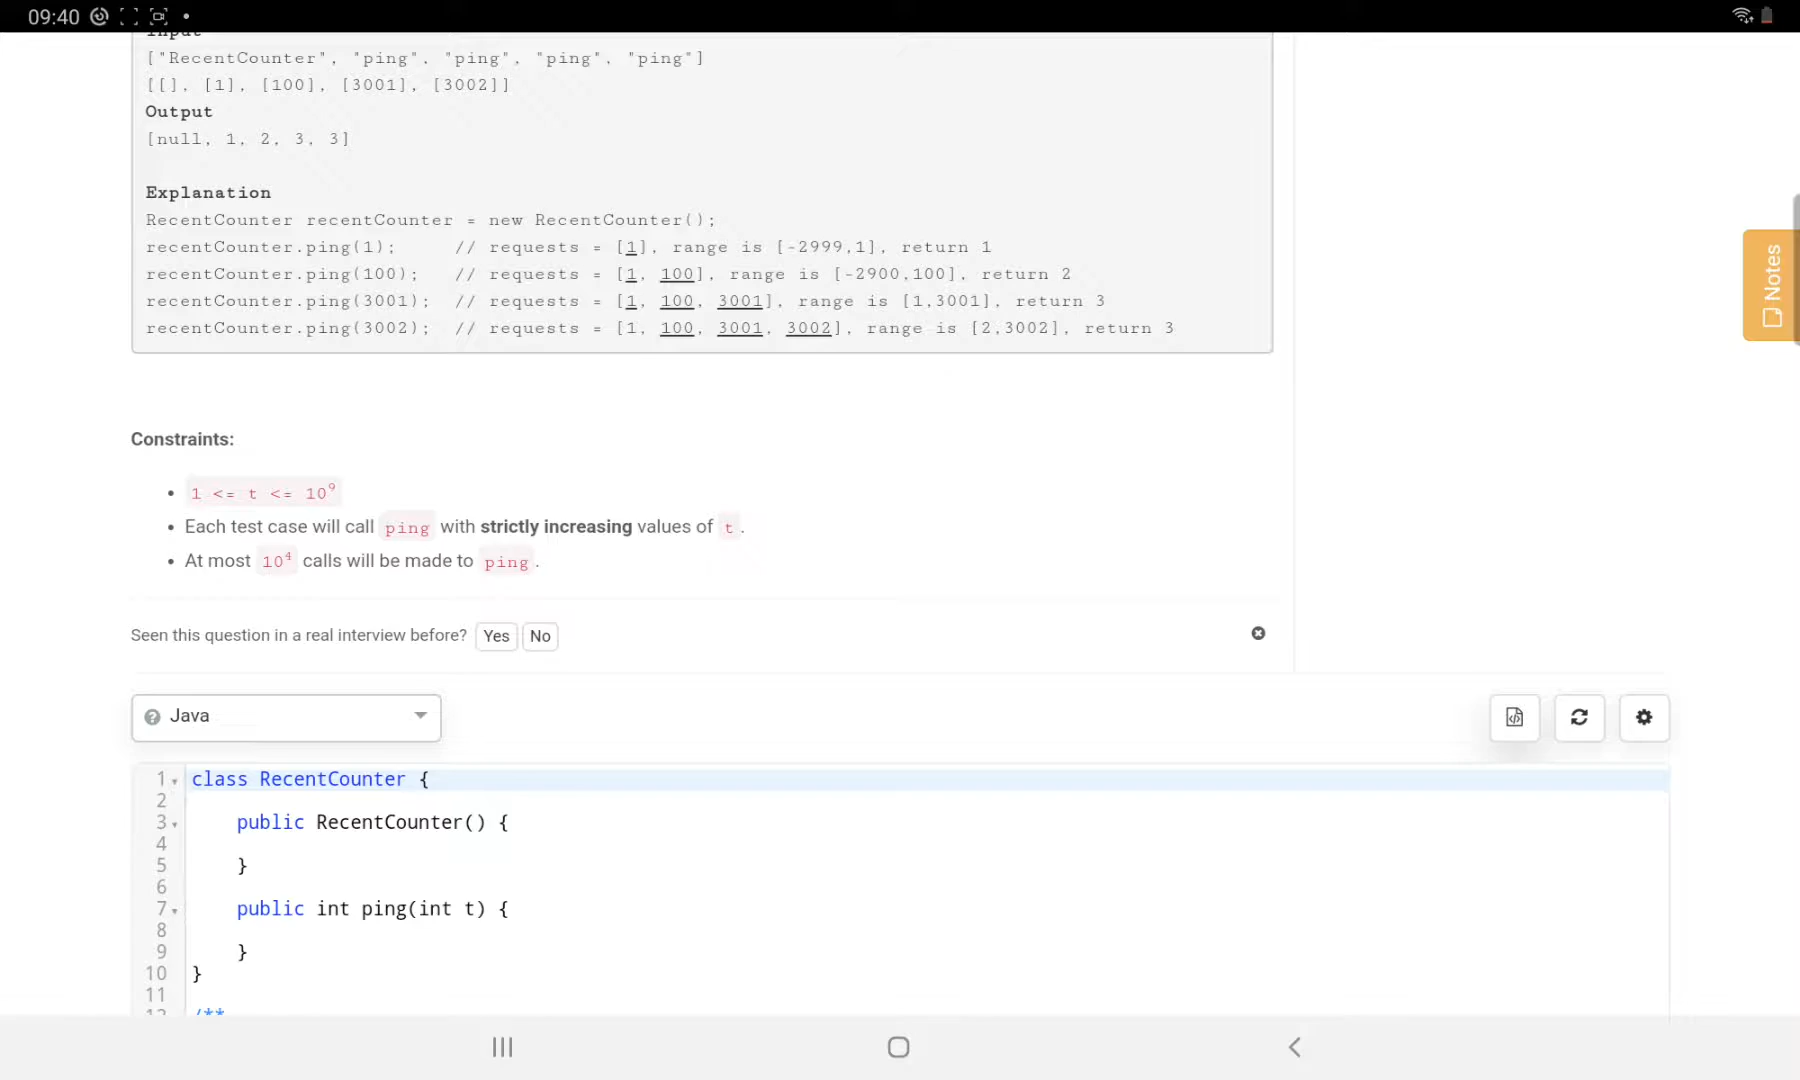 09:40
Input
["RecentCounter", "ping", "ping", "ping", "ping"]
[[], [1], [100], [3001], [3002]]
Output
[null, 1, 2, 3, 3]
Explanation
RecentCounter recentCounter = new RecentCounter();
recentCounter.ping(1);     // requests = [1], range is [-2999,1], return 1
recentCounter.ping(100);   // requests = [1, 100], range is [-2900,100], return 2
recentCounter.ping(3001);  // requests = [1, 100, 3001], range is [1,3001], return 3
recentCounter.ping(3002);  // requests = [1, 100, 3001, 3002], range is [2,3002], return 3
Notes
Constraints:
• 1 <= t <= 10⁹
• Each test case will call ping with strictly increasing values of t.
• At most 10⁴ calls will be made to ping.
Seen this question in a real interview before? Yes No
Java
1 class RecentCounter {
2
3     public RecentCounter() {
4
5     }
6
7     public int ping(int t) {
8
9     }
10 }
11
12 /**